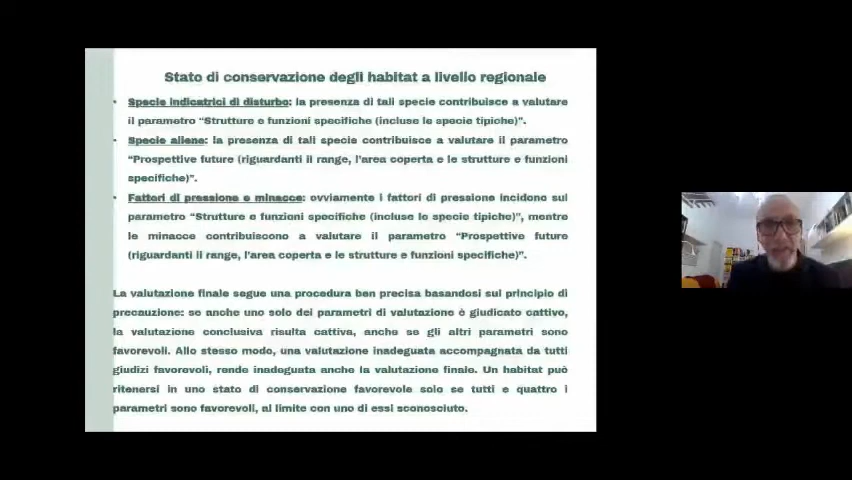 Stato di conservazione degli habitat a livello regionale
• Specie indicatrici di disturbo: la presenza di tali specie contribuisce a valutare
il parametro “Strutture e funzioni specifiche (incluse le specie tipiche)”.
• Specie aliene: la presenza di tali specie contribuisce a valutare il parametro
“Prospettive future (riguardanti il range, l’area coperta e le strutture e funzioni
specifiche)”.
• Fattori di pressione e minacce: ovviamente i fattori di pressione incidono sul
parametro “Strutture e funzioni specifiche (incluse le specie tipiche)”, mentre
le minacce contribuiscono a valutare il parametro “Prospettive future
(riguardanti il range, l’area coperta e le strutture e funzioni specifiche)”.
La valutazione finale segue una procedura ben precisa basandosi sul principio di
precauzione: se anche uno solo dei parametri di valutazione è giudicato cattivo,
la valutazione conclusiva risulta cattiva, anche se gli altri parametri sono
favorevoli. Allo stesso modo, una valutazione inadeguata accompagnata da tutti
giudizi favorevoli, rende inadeguata anche la valutazione finale. Un habitat può
ritenersi in uno stato di conservazione favorevole solo se tutti e quattro i
parametri sono favorevoli, al limite con uno di essi sconosciuto.